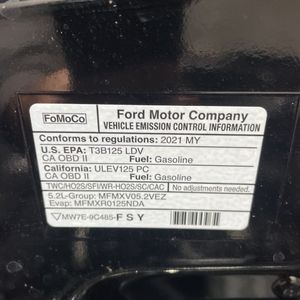 FoMoCo
Ford Motor Company
VEHICLE EMISSION CONTROL INFORMATION
Conforms to regulations: 2021 MY
U.S. EPA: T3B125 LDV
CA OBD II Fuel: Gasoline
California: ULEV125 PC
CA OBD II Fuel: Gasoline
TWC/HO2S/SFI/WR-HO2S/SC/CAC
No adjustments needed.
5.2L-Group: MFMXV05.2VEZ
Evap: MFMXR0125NDA
MW7E-9C485-FSY